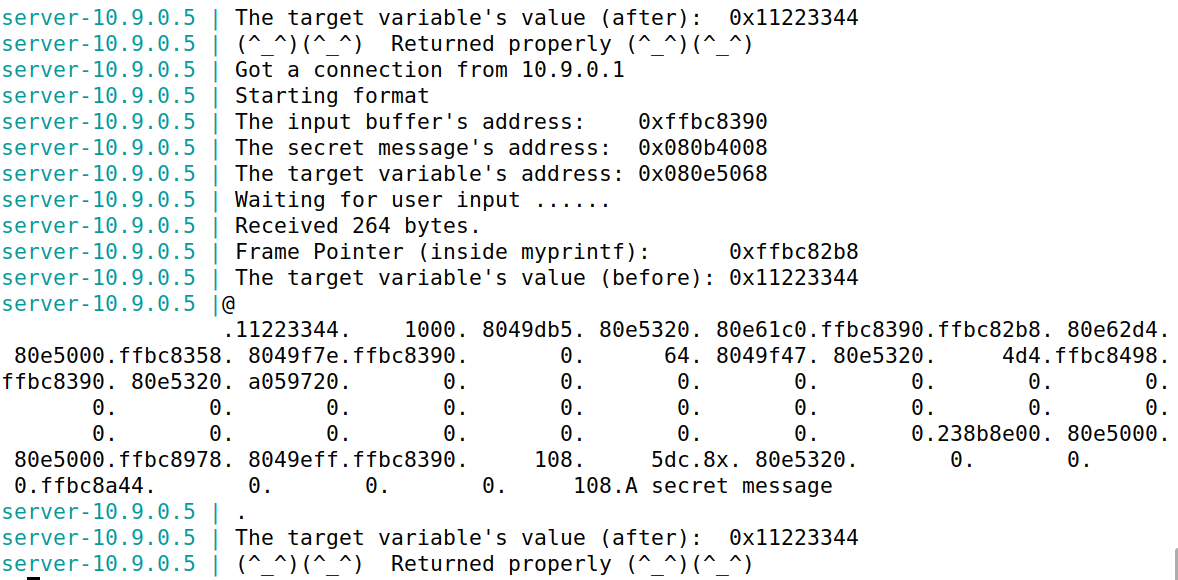 server-10.9.0.5 | The target variable's value (after):  0x11223344
server-10.9.0.5 | (^_^)(^_^)  Returned properly (^_^)(^_^)
server-10.9.0.5 | Got a connection from 10.9.0.1
server-10.9.0.5 | Starting format
server-10.9.0.5 | The input buffer's address:    0xffbc8390
server-10.9.0.5 | The secret message's address:  0x080b4008
server-10.9.0.5 | The target variable's address: 0x080e5068
server-10.9.0.5 | Waiting for user input ......
server-10.9.0.5 | Received 264 bytes.
server-10.9.0.5 | Frame Pointer (inside myprintf):      0xffbc82b8
server-10.9.0.5 | The target variable's value (before): 0x11223344
server-10.9.0.5 |@
                 .11223344.    1000. 8049db5. 80e5320. 80e61c0.ffbc8390.ffbc82b8. 80e62d4.
 80e5000.ffbc8358. 8049f7e.ffbc8390.       0.      64. 8049f47. 80e5320.     4d4.ffbc8498.
ffbc8390. 80e5320. a059720.       0.       0.       0.       0.       0.       0.       0.
       0.       0.       0.       0.       0.       0.       0.       0.       0.       0.
       0.       0.       0.       0.       0.       0.       0.       0.238b8e00. 80e5000.
 80e5000.ffbc8978. 8049eff.ffbc8390.     108.     5dc.8x. 80e5320.       0.       0.
 0.ffbc8a44.       0.       0.       0.     108.A secret message
server-10.9.0.5 | .
server-10.9.0.5 | The target variable's value (after):  0x11223344
server-10.9.0.5 | (^_^)(^_^)  Returned properly (^_^)(^_^)